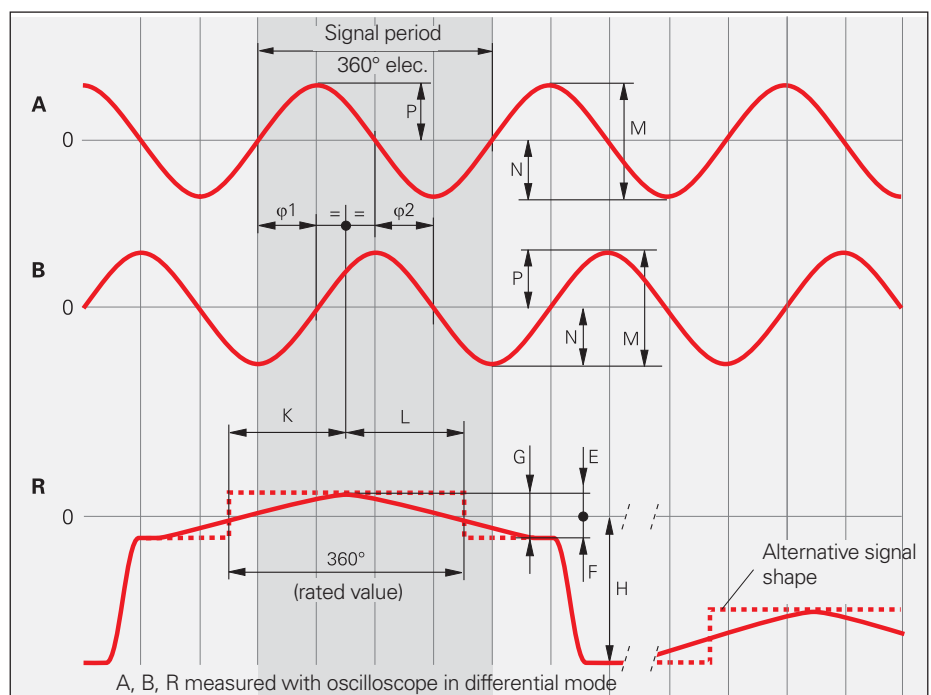 Signal period
360° elec.
A
P
M
0
N
φ1
=
=
φ2
B
P
0
N
M
K
L
G
E
R
0
F
H
360°
(rated value)
Alternative signal
shape
A, B, R measured with oscilloscope in differential mode